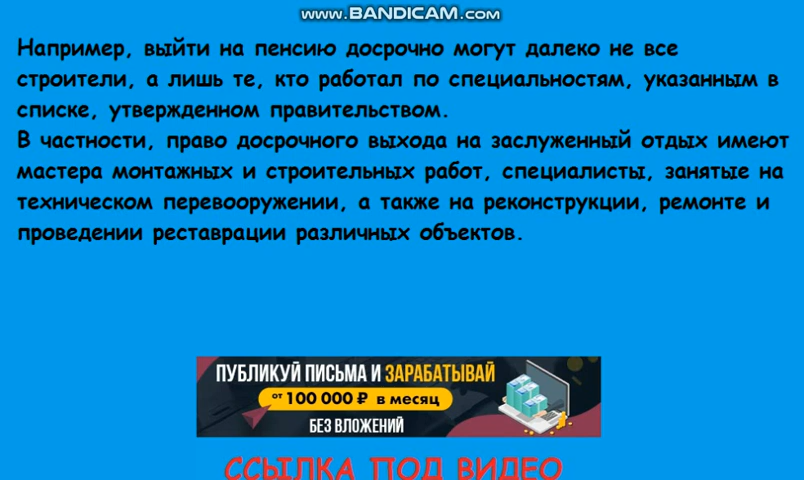 www.BANDICAM.com
Например, выйти на пенсию досрочно могут далеко не все
строители, а лишь те, кто работал по специальностям, указанным в
списке, утвержденном правительством.
В частности, право досрочного выхода на заслуженный отдых имеют
мастера монтажных и строительных работ, специалисты, занятые на
техническом перевооружении, а также на реконструкции, ремонте и
проведении реставрации различных объектов.
ПУБЛИКУЙ ПИСЬМА И ЗАРАБАТЫВАЙ
от 100 000 ₽ в месяц
БЕЗ ВЛОЖЕНИЙ
ССЫЛКА ПОД ВИДЕО